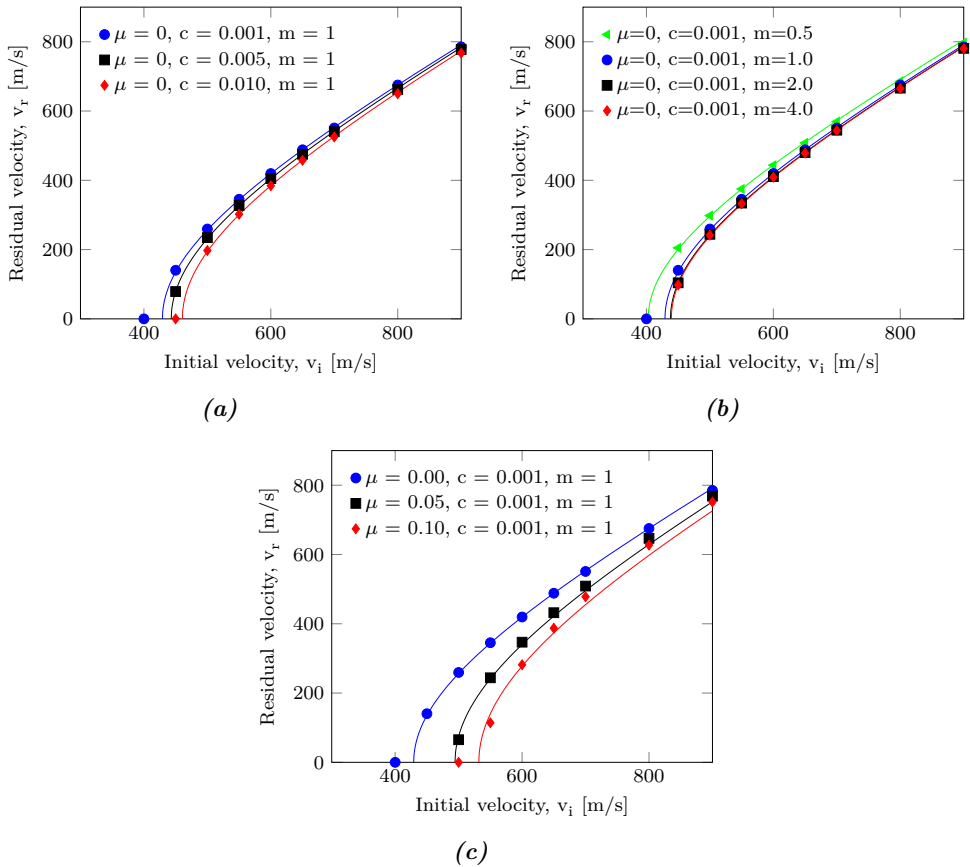 μ = 0, c = 0.001, m = 1
μ = 0, c = 0.005, m = 1
μ = 0, c = 0.010, m = 1
800
600
400
200
0
400
600
800
Residual velocity, vr [m/s]
Initial velocity, vi [m/s]
(a)
μ=0, c=0.001, m=0.5
μ=0, c=0.001, m=1.0
μ=0, c=0.001, m=2.0
μ=0, c=0.001, m=4.0
800
600
400
200
0
400
600
800
Residual velocity, vr [m/s]
Initial velocity, vi [m/s]
(b)
μ = 0.00, c = 0.001, m = 1
μ = 0.05, c = 0.001, m = 1
μ = 0.10, c = 0.001, m = 1
800
600
400
200
0
400
600
800
Residual velocity, vr [m/s]
Initial velocity, vi [m/s]
(c)